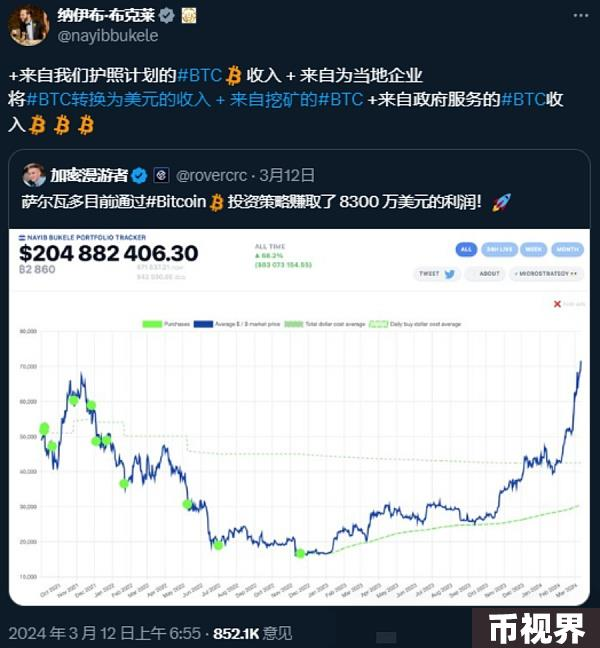 纳伊布·布克莱
@nayibbukele
+来自我们护照计划的#BTC 收入 + 来自为当地企业
将#BTC转换为美元的收入 + 来自挖矿的#BTC +来自政府服务的#BTC收
入
加密漫游者 @rovercrc · 3月12日
萨尔瓦多目前通过#Bitcoin 投资策略赚取了 8300 万美元的利润!
NAYIB BUKELE PORTFOLIO TRACKER
$204 882 406.30
₿2 860
ALL TIME
▲ 68.2%
($83 073 154.55)
ALL 24H LIVE WEEK MONTH
TWEET ABOUT MICROSTRATEGY
Purchases Average $ / ₿ market price Total dollar cost average Daily buy dollar cost average
80,000
70,000
60,000
50,000
40,000
30,000
20,000
10,000
Oct 2021 Nov 2021 Dec 2021 Jan 2022 Feb 2022 Mar 2022 Apr 2022 May 2022 Jun 2022 Jul 2022 Aug 2022 Sep 2022 Oct 2022 Nov 2022 Dec 2022 Jan 2023 Feb 2023 Mar 2023 Apr 2023 May 2023 Jun 2023 Jul 2023 Aug 2023 Sep 2023 Oct 2023 Nov 2023 Dec 2023 Jan 2024 Feb 2024 Mar 2024
2024 年 3 月 12 日上午 6:55 · 852.1K 意见
币视界